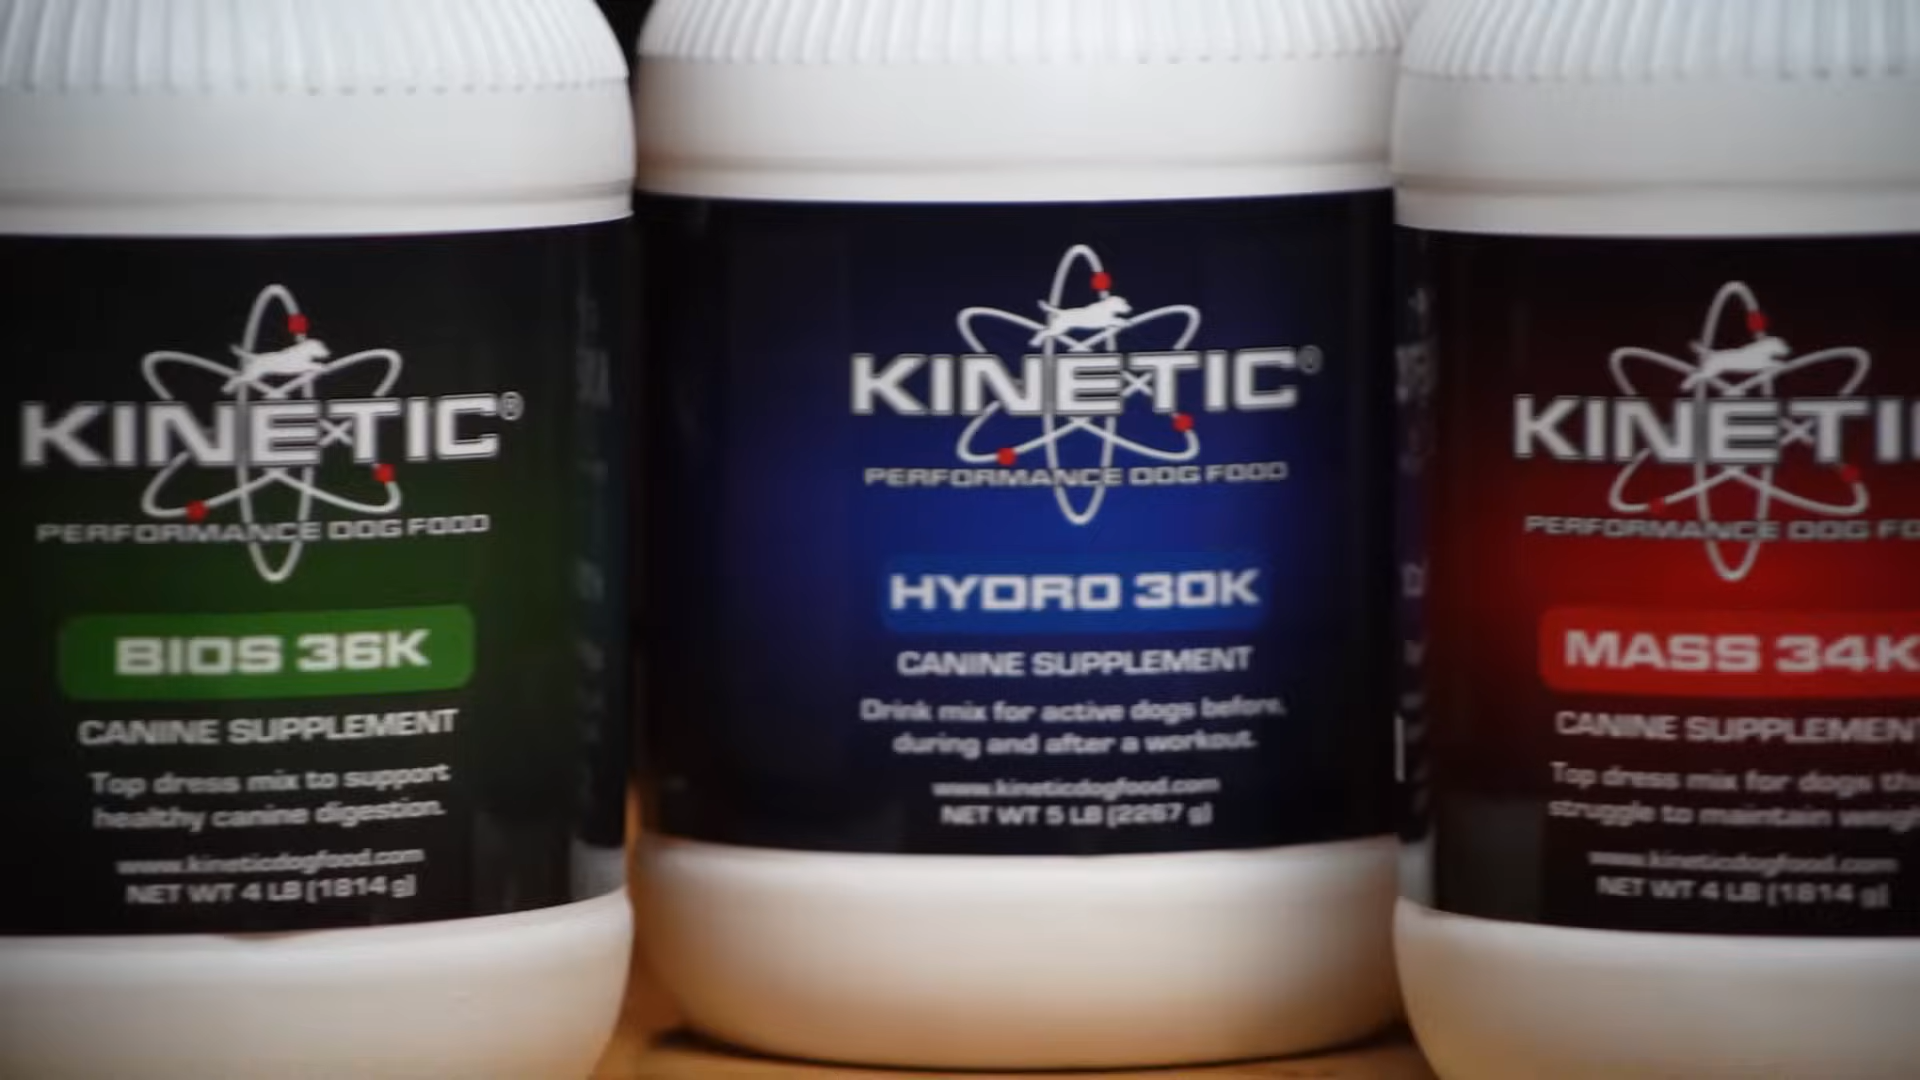 KINETIC®
PERFORMANCE DOG FOOD
BIOS 36K
CANINE SUPPLEMENT
Top dress mix to support
healthy canine digestion.
www.kineticdogfood.com
NET WT 4 LB (1814 g)
KINETIC®
PERFORMANCE DOG FOOD
HYDRO 30K
CANINE SUPPLEMENT
Drink mix for active dogs before,
during and after a workout.
www.kineticdogfood.com
NET WT 5 LB (2267 g)
KINETIC
PERFORMANCE DOG FO
MASS 34K
CANINE SUPPLEMENT
Top dress mix for dogs th
struggle to maintain weigh
www.kineticdogfood.com
NET WT 4 LB (1814 g)